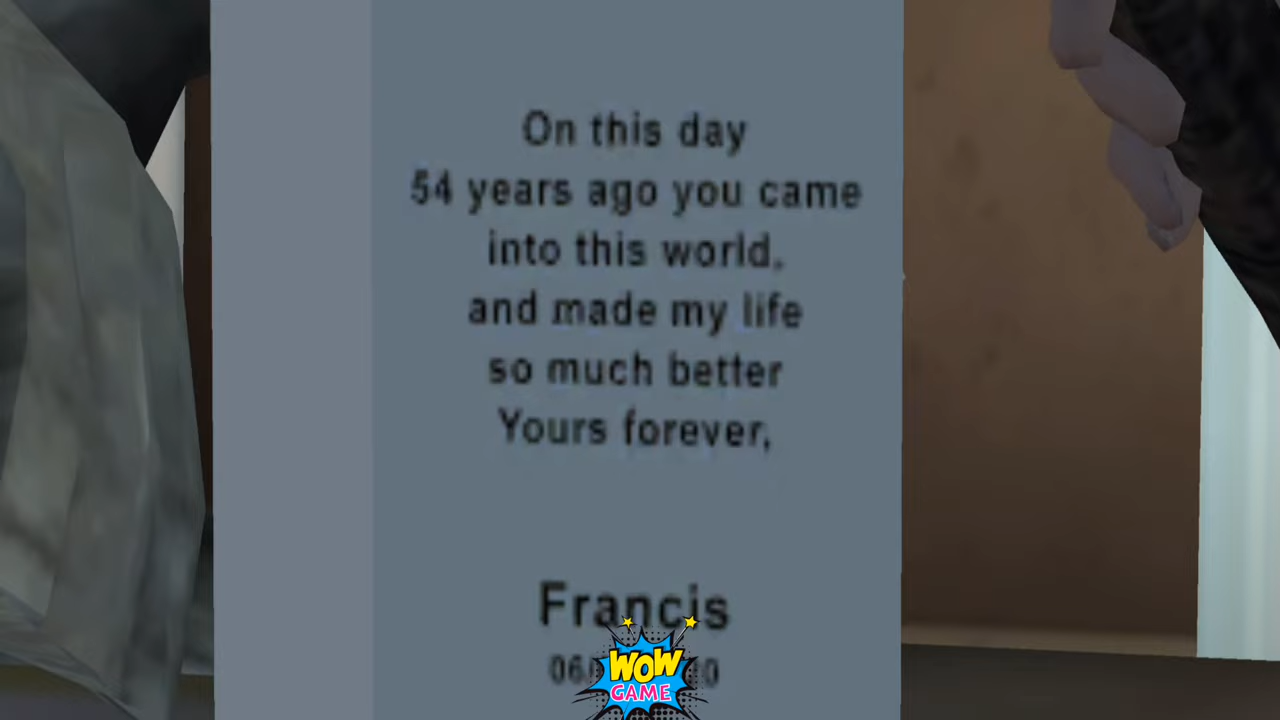 On this day
54 years ago you came
into this world,
and made my life
so much better
Yours forever,
Francis
WOW
GAME